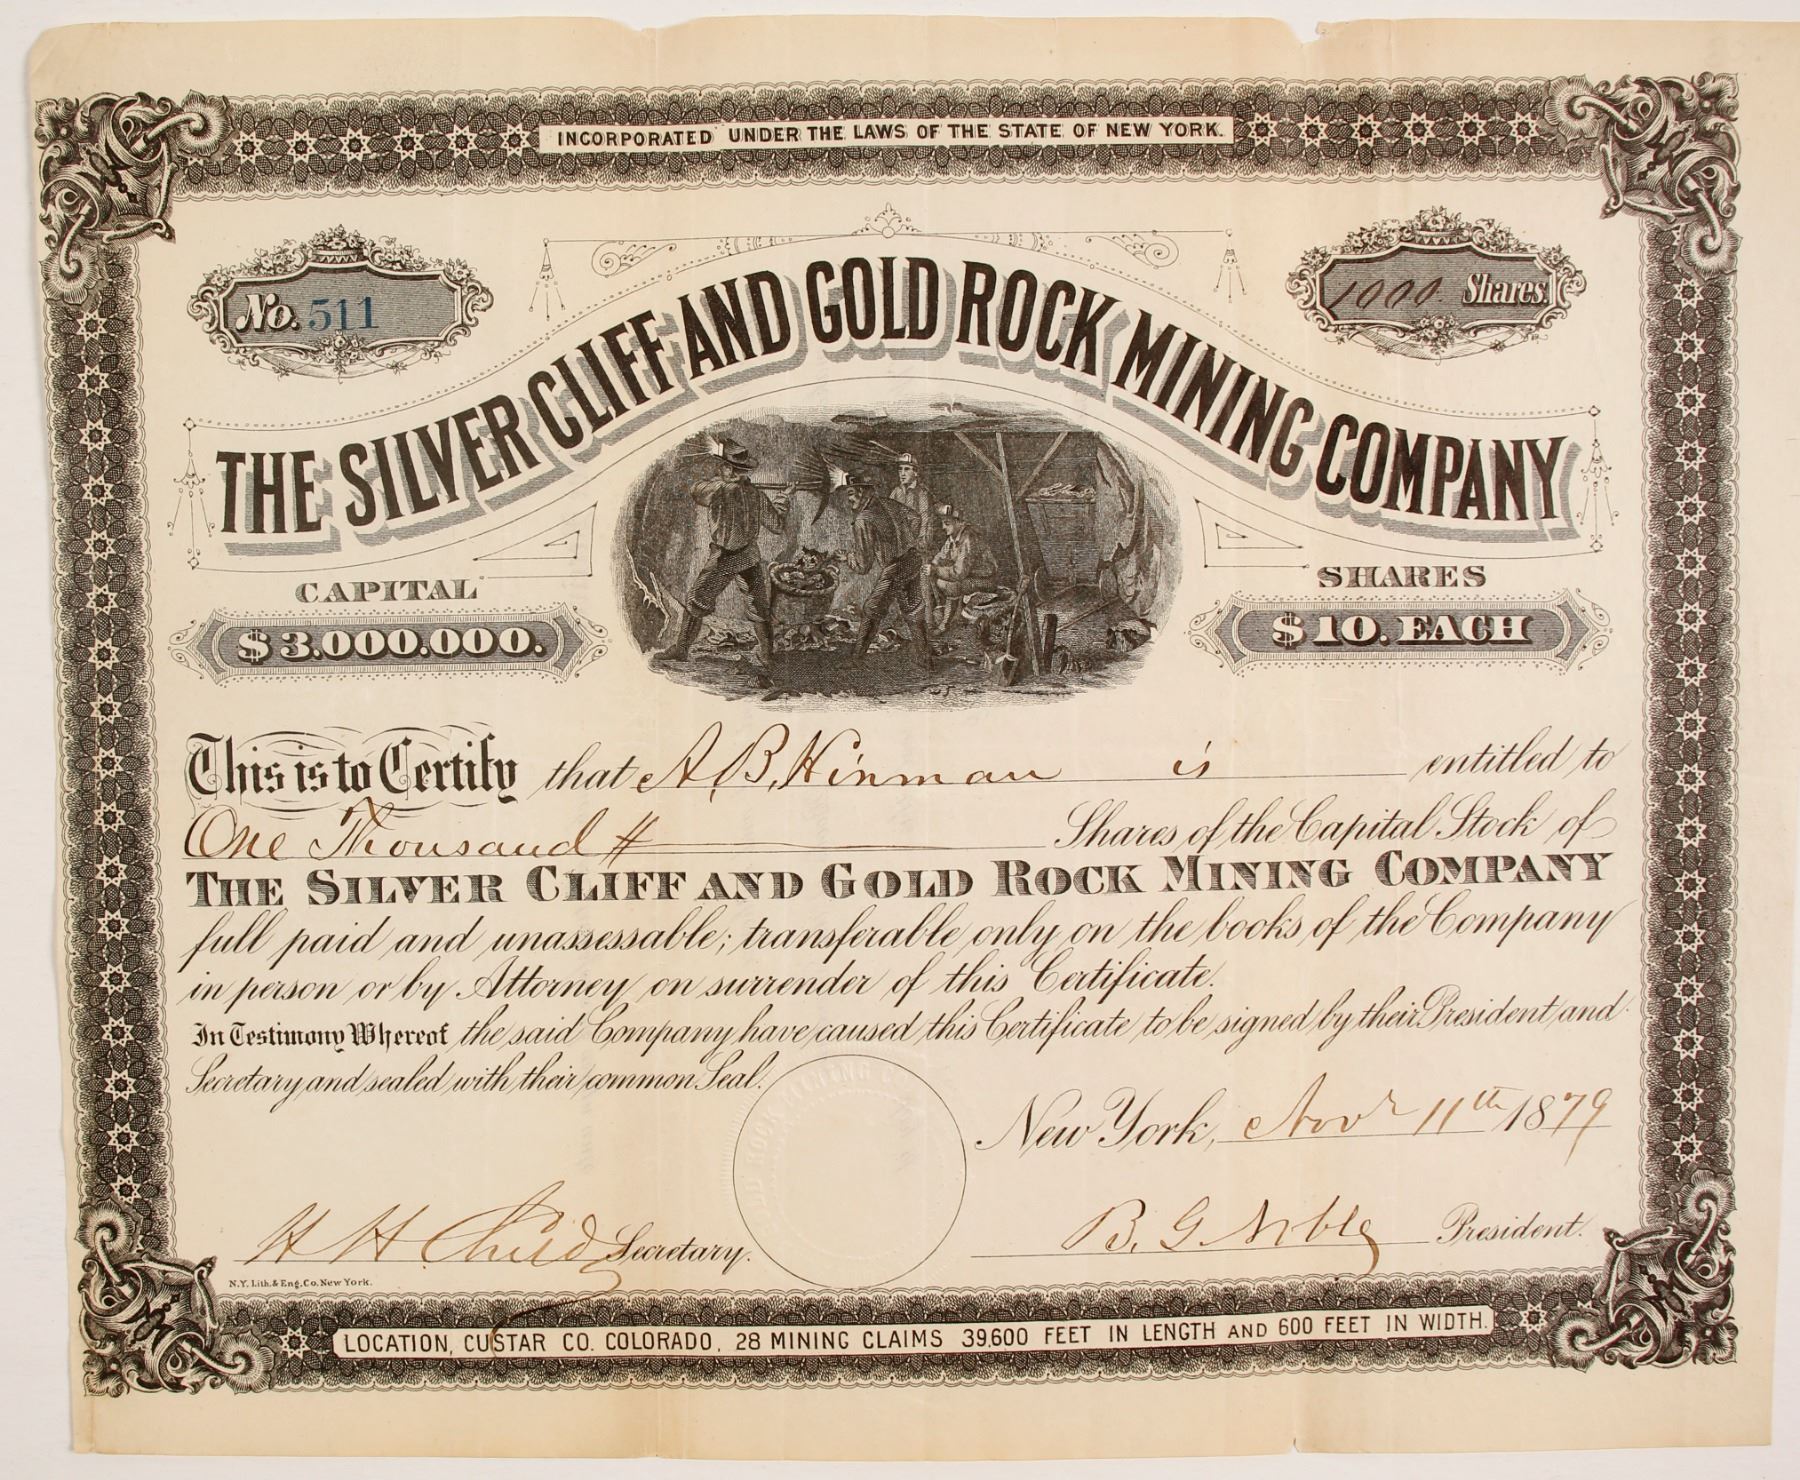 INCORPORATED UNDER THE LAWS OF THE STATE OF NEW YORK.
No. 511
1000 Shares.
THE SILVER CLIFF AND GOLD ROCK MINING COMPANY
CAPITAL
$3.000.000.
SHARES
$10. EACH
This is to Certify that A. B. Hinman is entitled to
One Thousand Shares of the Capital Stock of
THE SILVER CLIFF AND GOLD ROCK MINING COMPANY
full paid and unassessable; transferable only on the books of the Company
in person or by Attorney on surrender of this Certificate.
In Testimony Whereof the said Company have caused this Certificate to be signed by their President and
Secretary and sealed with their common Seal.
New York, Novr 11th 1879
H H Child Secretary.
B. G. Noble President.
N.Y. Lith. & Eng. Co. New York.
LOCATION, CUSTAR CO. COLORADO, 28 MINING CLAIMS 39.600 FEET IN LENGTH AND 600 FEET IN WIDTH.